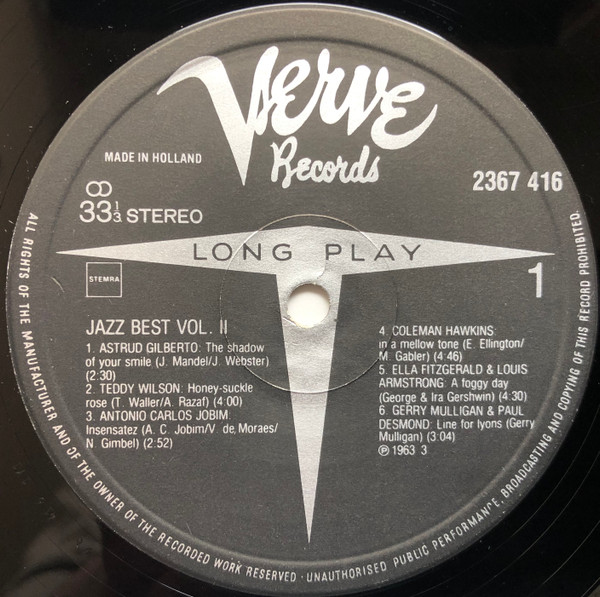 Verve
Records
MADE IN HOLLAND
2367 416
33 1/3 STEREO
LONG PLAY
STEMRA
1
JAZZ BEST VOL. II
1. ASTRUD GILBERTO: The shadow
of your smile (J. Mandel/J. Webster)
(2:30)
2. TEDDY WILSON: Honey-suckle
rose (T. Waller/A. Razaf) (4:00)
3. ANTONIO CARLOS JOBIM:
Insensatez (A. C. Jobim/V. de Moraes/
N. Gimbel) (2:52)
4. COLEMAN HAWKINS:
in a mellow tone (E. Ellington/
M. Gabler) (4:46)
5. ELLA FITZGERALD & LOUIS
ARMSTRONG: A foggy day
(George & Ira Gershwin) (4:30)
6. GERRY MULLIGAN & PAUL
DESMOND: Line for lyons (Gerry
Mulligan) (3:04)
℗ 1963 3
ALL RIGHTS OF THE MANUFACTURER AND OF THE OWNER OF THE RECORDED WORK RESERVED · UNAUTHORISED PUBLIC PERFORMANCE, BROADCASTING AND COPYING OF THIS RECORD PROHIBITED.